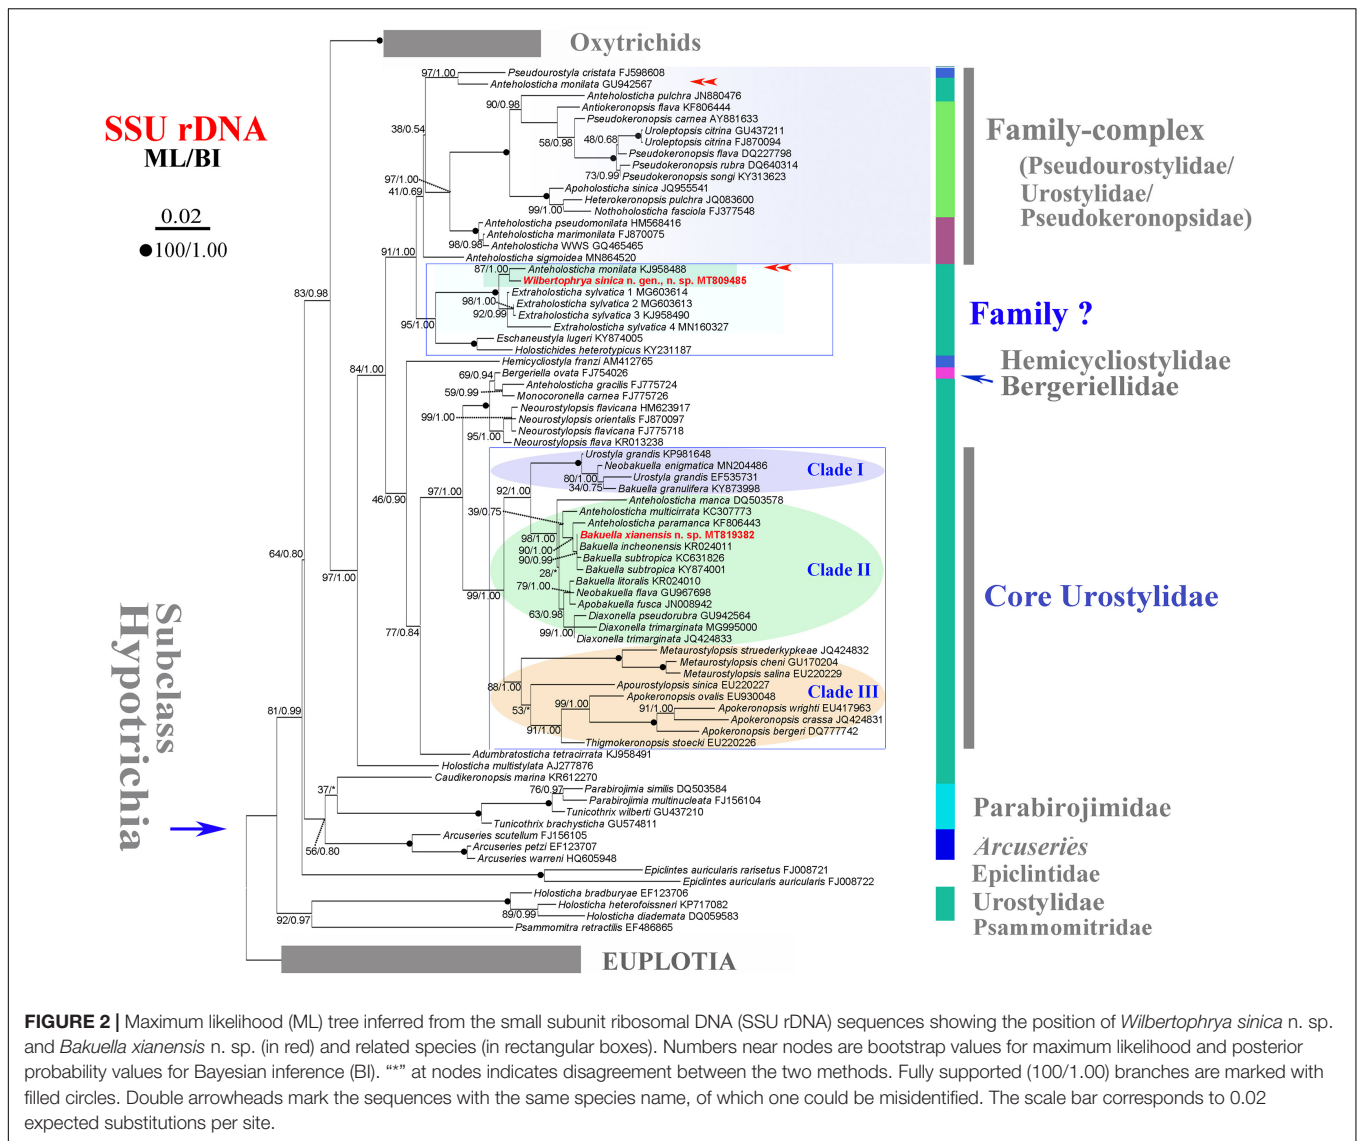 Oxytrichids
SSU rDNA
ML/BI
0.02
100/1.00
97/1.00
Pseudourostyla cristata FJ598608
Anteholosticha monilata GU942567
Anteholosticha pulchra JN880476
90/0.98
Antiokeronopsis flava KF806444
Pseudokeronopsis carnea AY881633
38/0.54
48/0.68
Uroleptopsis citrina GU437211
Uroleptopsis citrina FJ870094
58/0.98
Pseudokeronopsis flava DQ227798
Pseudokeronopsis rubra DQ640314
73/0.99
Pseudokeronopsis songi KY313623
97/1.00
41/0.69
Apoholosticha sinica JQ955541
Heterokeronopsis pulchra JQ083600
99/1.00
Nothoholosticha fasciola FJ377548
Anteholosticha pseudomonilata HM568416
Anteholosticha marimonilata FJ870075
98/0.98
Anteholosticha WWS GQ465465
91/1.00
Anteholosticha sigmoidea MN864520
87/1.00
Anteholosticha monilata KJ958488
Wilbertophrya sinica n. gen., n. sp. MT809485
83/0.98
Extraholosticha sylvatica 1 MG603614
98/1.00
Extraholosticha sylvatica 2 MG603613
92/0.99
Extraholosticha sylvatica 3 KJ958490
95/1.00
Extraholosticha sylvatica 4 MN160327
Eschaneustyla lugeri KY874005
Holostichides heterotypicus KY231187
84/1.00
Hemicycliostyla franzi AM412765
69/0.94
Bergeriella ovata FJ754026
Anteholosticha gracilis FJ775724
59/0.99
Monocoronella carnea FJ775726
Neourostylopsis flavicana HM623917
99/1.00
Neourostylopsis orientalis FJ870097
Neourostylopsis flavicana FJ775718
95/1.00
Neourostylopsis flava KR013238
Urostyla grandis KP981648
Neobakuella enigmatica MN204486
Clade I
80/1.00
Urostyla grandis EF535731
34/0.75
Bakuella granulifera KY873998
46/0.90
97/1.00
92/1.00
Anteholosticha manca DQ503578
39/0.75
Anteholosticha multicirrata KC307773
Anteholosticha paramanca KF806443
98/1.00
Bakuella xianensis n. sp. MT819382
90/1.00
Bakuella incheonensis KR024011
90/0.99
Bakuella subtropica KC631826
28/*
Bakuella subtropica KY874001
Clade II
79/1.00
Bakuella litoralis KR024010
Neobakuella flava GU967698
Apobakuella fusca JN008942
63/0.98
Diaxonella pseudorubra GU942564
Diaxonella trimarginata MG995000
99/1.00
Diaxonella trimarginata JQ424833
64/0.80
97/1.00
99/1.00
77/0.84
Metaurostylopsis struederkypkeae JQ424832
Metaurostylopsis cheni GU170204
Metaurostylopsis salina EU220229
88/1.00
Apourostylopsis sinica EU220227
Clade III
Apokeronopsis ovalis EU930048
53/*
99/1.00
91/1.00
Apokeronopsis wrighti EU417963
Apokeronopsis crassa JQ424831
91/1.00
Apokeronopsis bergeri DQ777742
Thigmokeronopsis stoecki EU220226
Adumbratosticha tetracirrata KJ958491
Holosticha multistylata AJ277876
81/0.99
Caudikeronopsis marina KR612270
37/*
76/0.97
Parabirojimia similis DQ503584
Parabirojimia multinucleata FJ156104
Tunicothrix wilberti GU437210
Tunicothrix brachysticha GU574811
Arcuseries scutellum FJ156105
56/0.80
Arcuseries petzi EF123707
Arcuseries warreni HQ605948
Epiclintes auricularis rarisetus FJ008721
Epiclintes auricularis auricularis FJ008722
Holosticha bradburyae EF123706
Holosticha heterofoissneri KP717082
92/0.97
89/0.99
Holosticha diademata DQ059583
Psammomitra retractilis EF486865
EUPLOTIA
Subclass
Hypotrichia
Family-complex
(Pseudourostylidae/
Urostylidae/
Pseudokeronopsidae)
Family ?
Hemicycliostylidae
Bergeriellidae
Core Urostylidae
Parabirojimidae
Arcuseries
Epiclintidae
Urostylidae
Psammomitridae
FIGURE 2 | Maximum likelihood (ML) tree inferred from the small subunit ribosomal DNA (SSU rDNA) sequences showing the position of Wilbertophrya sinica n. sp.
and Bakuella xianensis n. sp. (in red) and related species (in rectangular boxes). Numbers near nodes are bootstrap values for maximum likelihood and posterior
probability values for Bayesian inference (BI). “*” at nodes indicates disagreement between the two methods. Fully supported (100/1.00) branches are marked with
filled circles. Double arrowheads mark the sequences with the same species name, of which one could be misidentified. The scale bar corresponds to 0.02
expected substitutions per site.